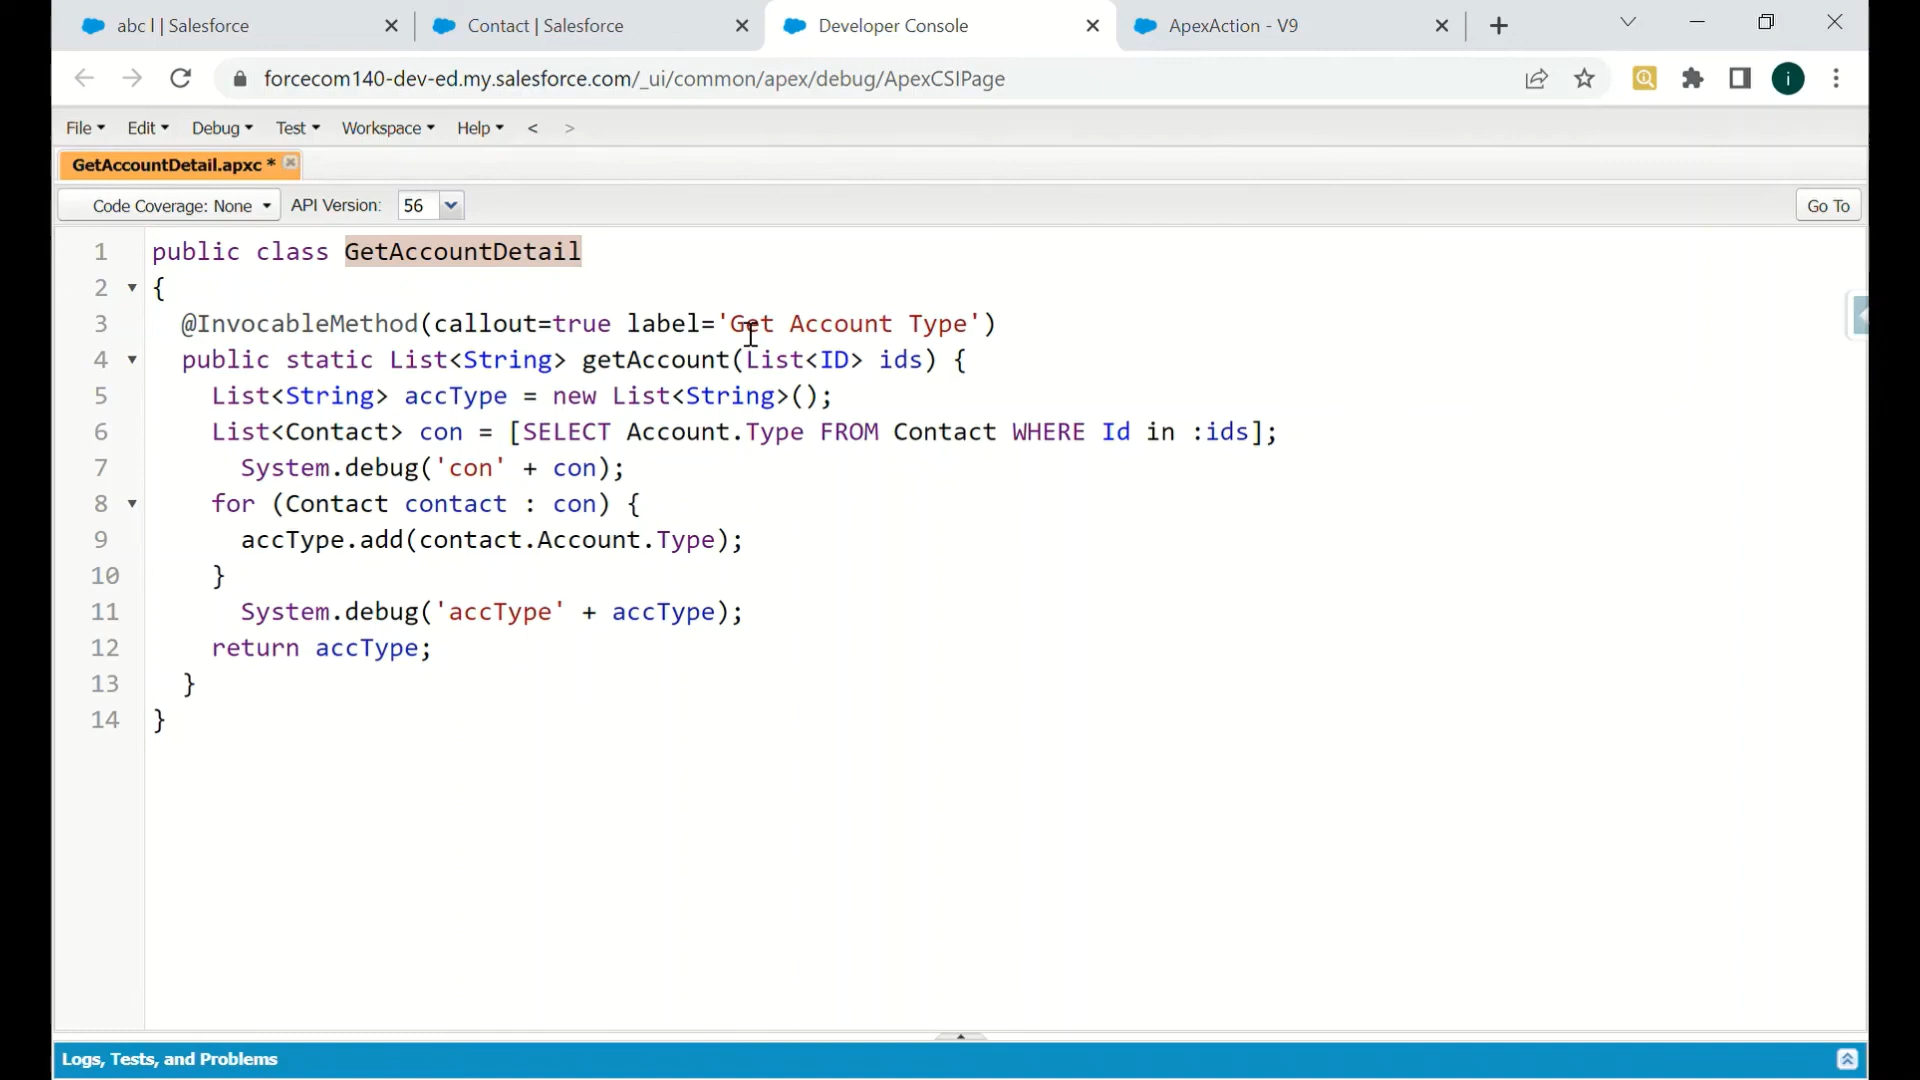 abc l | Salesforce
Contact | Salesforce
Developer Console
ApexAction - V9
forcecom140-dev-ed.my.salesforce.com/_ui/common/apex/debug/ApexCSIPage
i
File Edit Debug Test Workspace Help < >
GetAccountDetail.apxc *
Code Coverage: None API Version: 56 Go To
1 public class GetAccountDetail
2 {
3 @InvocableMethod(callout=true label='Get Account Type')
4 public static List<String> getAccount(List<ID> ids) {
5 List<String> accType = new List<String>();
6 List<Contact> con = [SELECT Account.Type FROM Contact WHERE Id in :ids];
7 System.debug('con' + con);
8 for (Contact contact : con) {
9 accType.add(contact.Account.Type);
10 }
11 System.debug('accType' + accType);
12 return accType;
13 }
14 }
Logs, Tests, and Problems